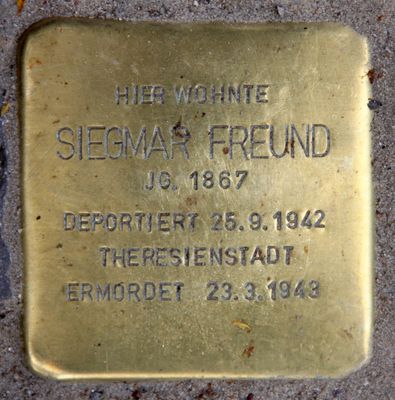 HIER WOHNTE
SIEGMAR FREUND
JG. 1867
DEPORTIERT 25.9.1942
THERESIENSTADT
ERMORDET 23.3.1943